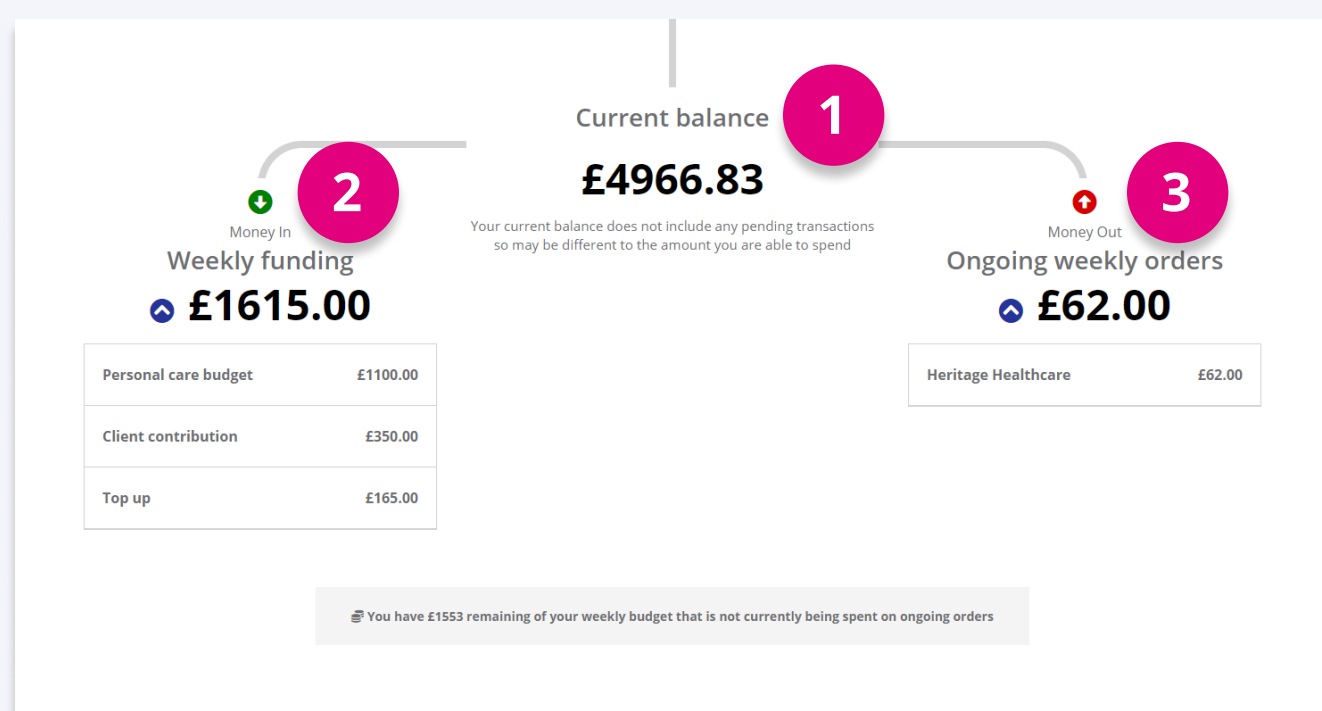 Current balance
1
£4966.83
Your current balance does not include any pending transactions
so may be different to the amount you are able to spend
2
Money In
Weekly funding
£1615.00
Personal care budget £1100.00
Client contribution £350.00
Top up £165.00
3
Money Out
Ongoing weekly orders
£62.00
Heritage Healthcare £62.00
You have £1553 remaining of your weekly budget that is not currently being spent on ongoing orders